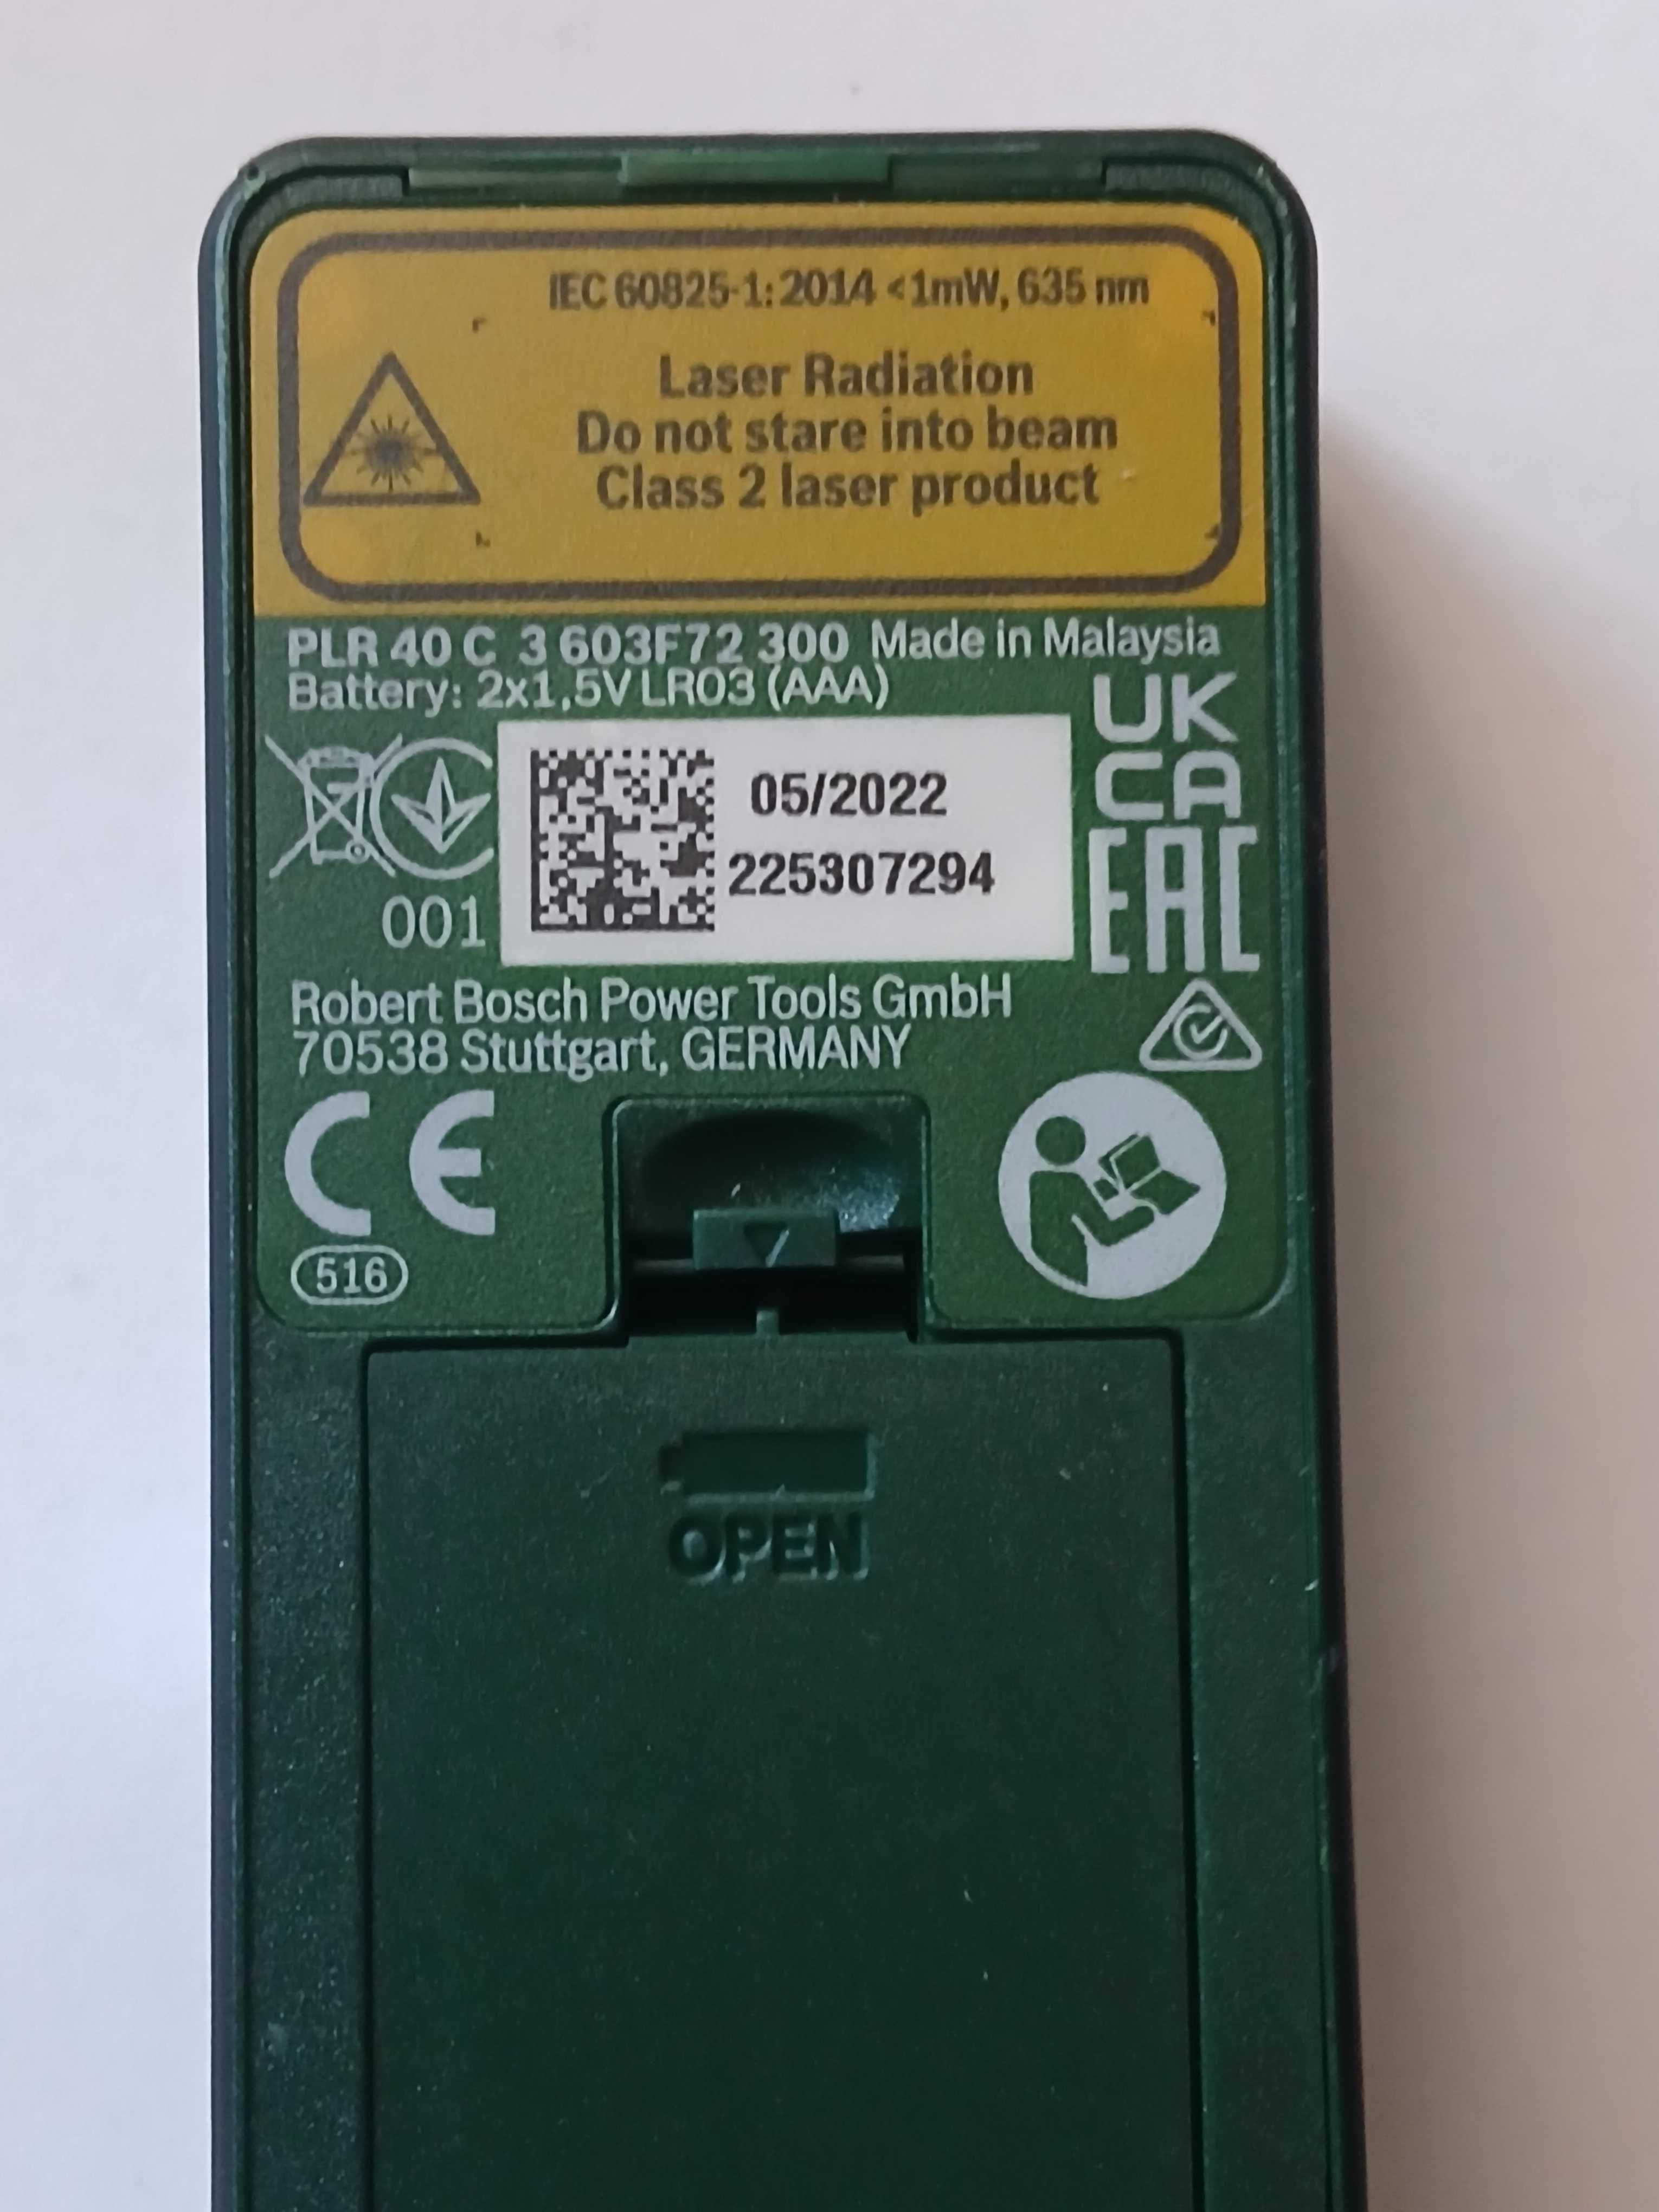 IEC 60825-1:2014 <1mW, 635 nm
Laser Radiation
Do not stare into beam
Class 2 laser product
PLR 40 C 3 603F72 300 Made in Malaysia
Battery: 2x1,5V LR03 (AAA)
UK
CA
05/2022
225307294
EAC
001
Robert Bosch Power Tools GmbH
70538 Stuttgart, GERMANY
CE
516
OPEN